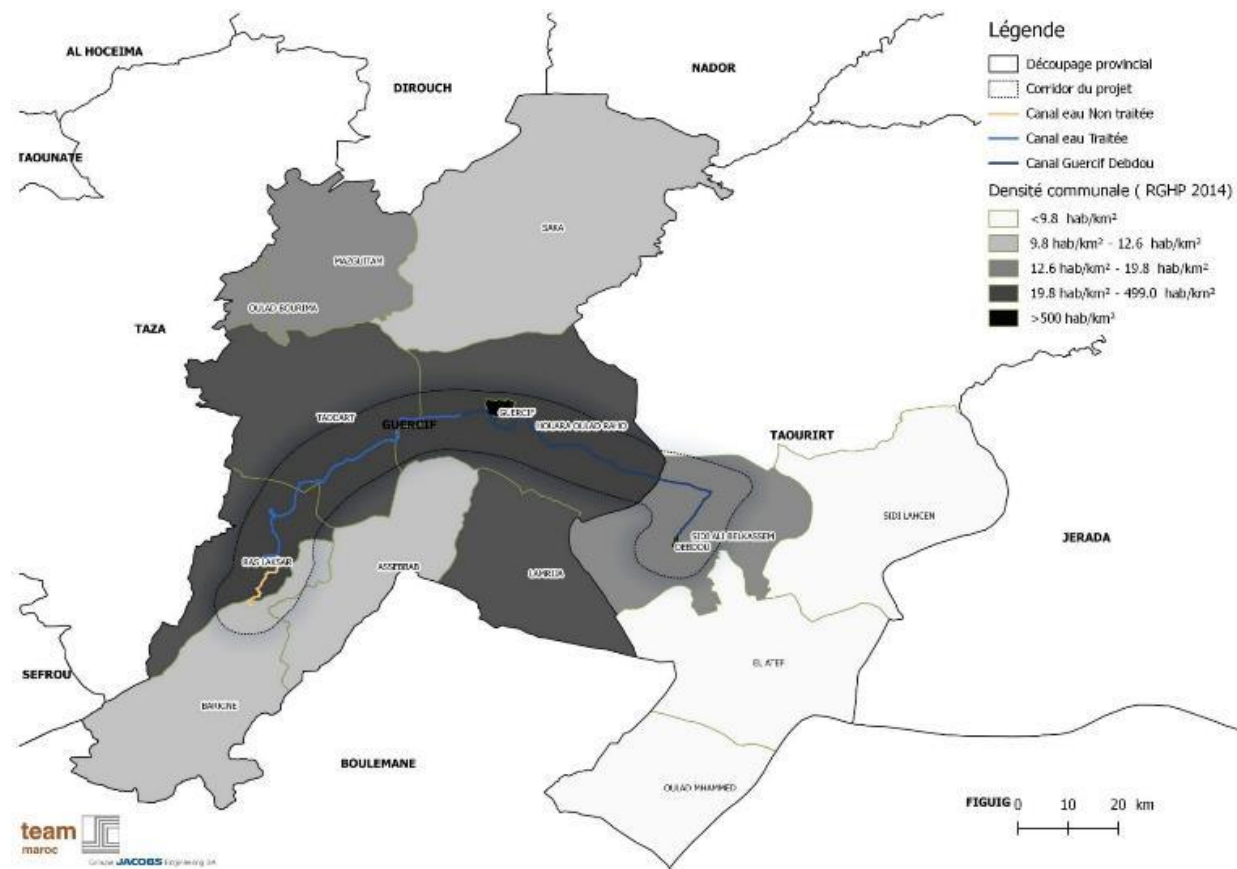 AL HOCEIMA
DIROUCH
NADOR
TAOUNATE
TAZA
SAKA
MAZGUITAM
OULAD BOURIMA
TADDART
GUERCIF
GUERCIF
HOUARA OULAD RAHO
TAOURIRT
SIDI LAHCEN
SIDI ALI BELKASSEM
DEBDOU
JERADA
RAS LAKSAR
ASSEBBAB
LAMRIJA
SEFROU
BARKINE
EL ATEF
BOULEMANE
OULAD MHAMMED
FIGUIG
Légende
Découpage provincial
Corridor du projet
Canal eau Non traitée
Canal eau Traitée
Canal Guercif Debdou
Densité communale ( RGHP 2014)
<9.8 hab/km²
9.8 hab/km² - 12.6 hab/km²
12.6 hab/km² - 19.8 hab/km²
19.8 hab/km² - 499.0 hab/km²
>500 hab/km²
0 10 20 km
team
maroc
Groupe JACOBS Engineering SA